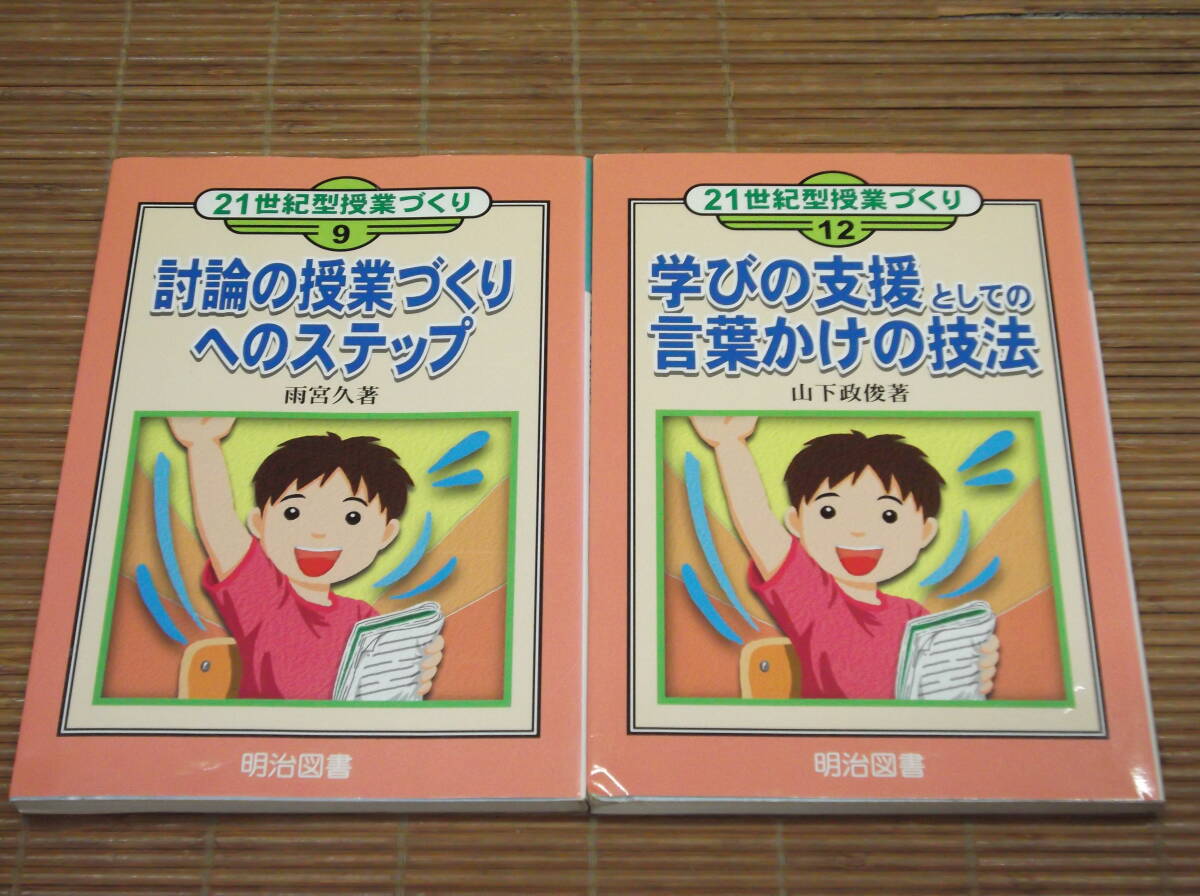 21世紀型授業づくり
9
討論の授業づくり
へのステップ
雨宮久著
明治図書
21世紀型授業づくり
12
学びの支援としての
言葉かけの技法
山下政俊著
明治図書